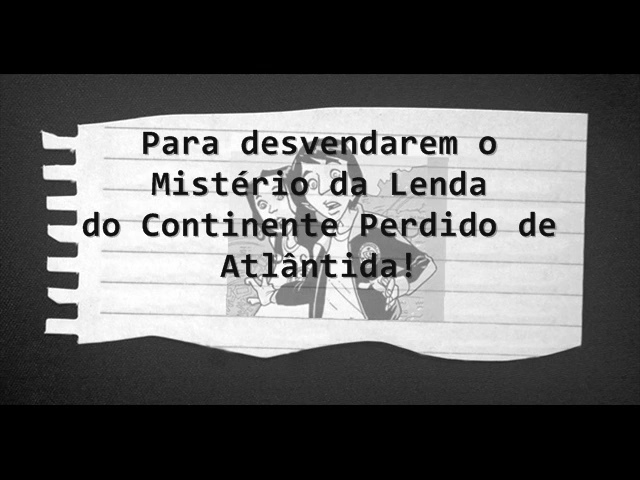 Para desvendarem o
Mistério da Lenda
do Continente Perdido de
Atlântida!